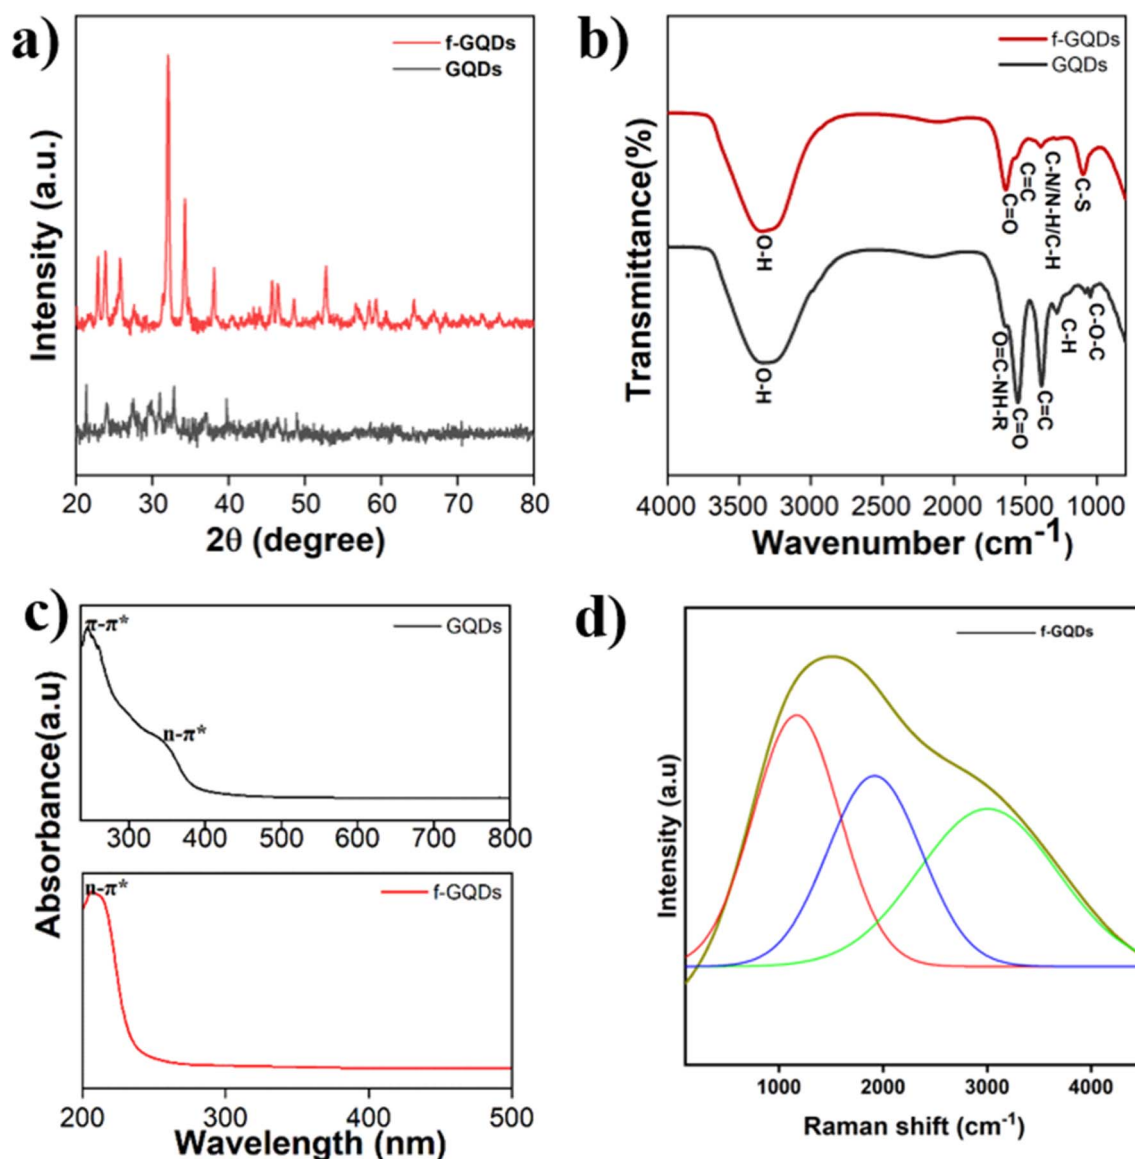 a)
f-GQDs
GQDs
Intensity (a.u.)
20 30 40 50 60 70 80
2θ (degree)
b)
f-GQDs
GQDs
Transmittance(%)
O-H
C=O
C=C
C-N/N-H/C-H
C-S
O-H
O=C-NH-R
C=O
C=C
C-H
C-O-C
4000 3500 3000 2500 2000 1500 1000
Wavenumber (cm-1)
c)
π-π*
GQDs
n-π*
300 400 500 600 700 800
Absorbance(a.u)
n-π*
f-GQDs
200 300 400 500
Wavelength (nm)
d)
f-GQDs
Intensity (a.u)
1000 2000 3000 4000
Raman shift (cm-1)